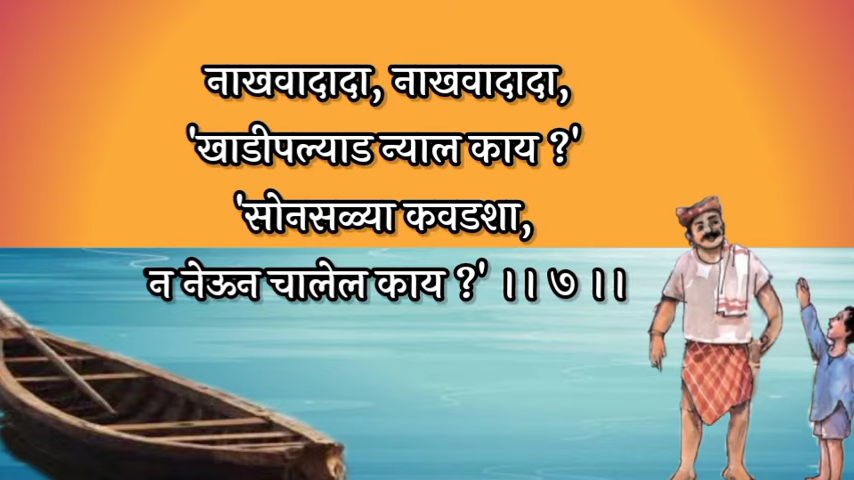 नाखवादादा, नाखवादादा,
'खाडीपल्याड न्याल काय ?'
'सोनसळ्या कवडशा,
न नेऊन चालेल काय ?' ।। ७ ।।